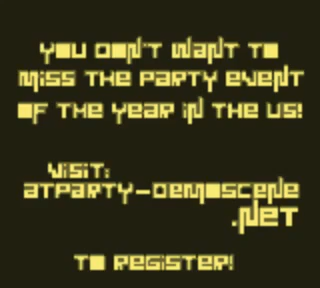 YOU DON'T WANT TO
MISS THE PARTY EVENT
OF THE YEAR IN THE US!
VISIT:
ATPARTY-DEMOSCENE
.NET
TO REGISTER!